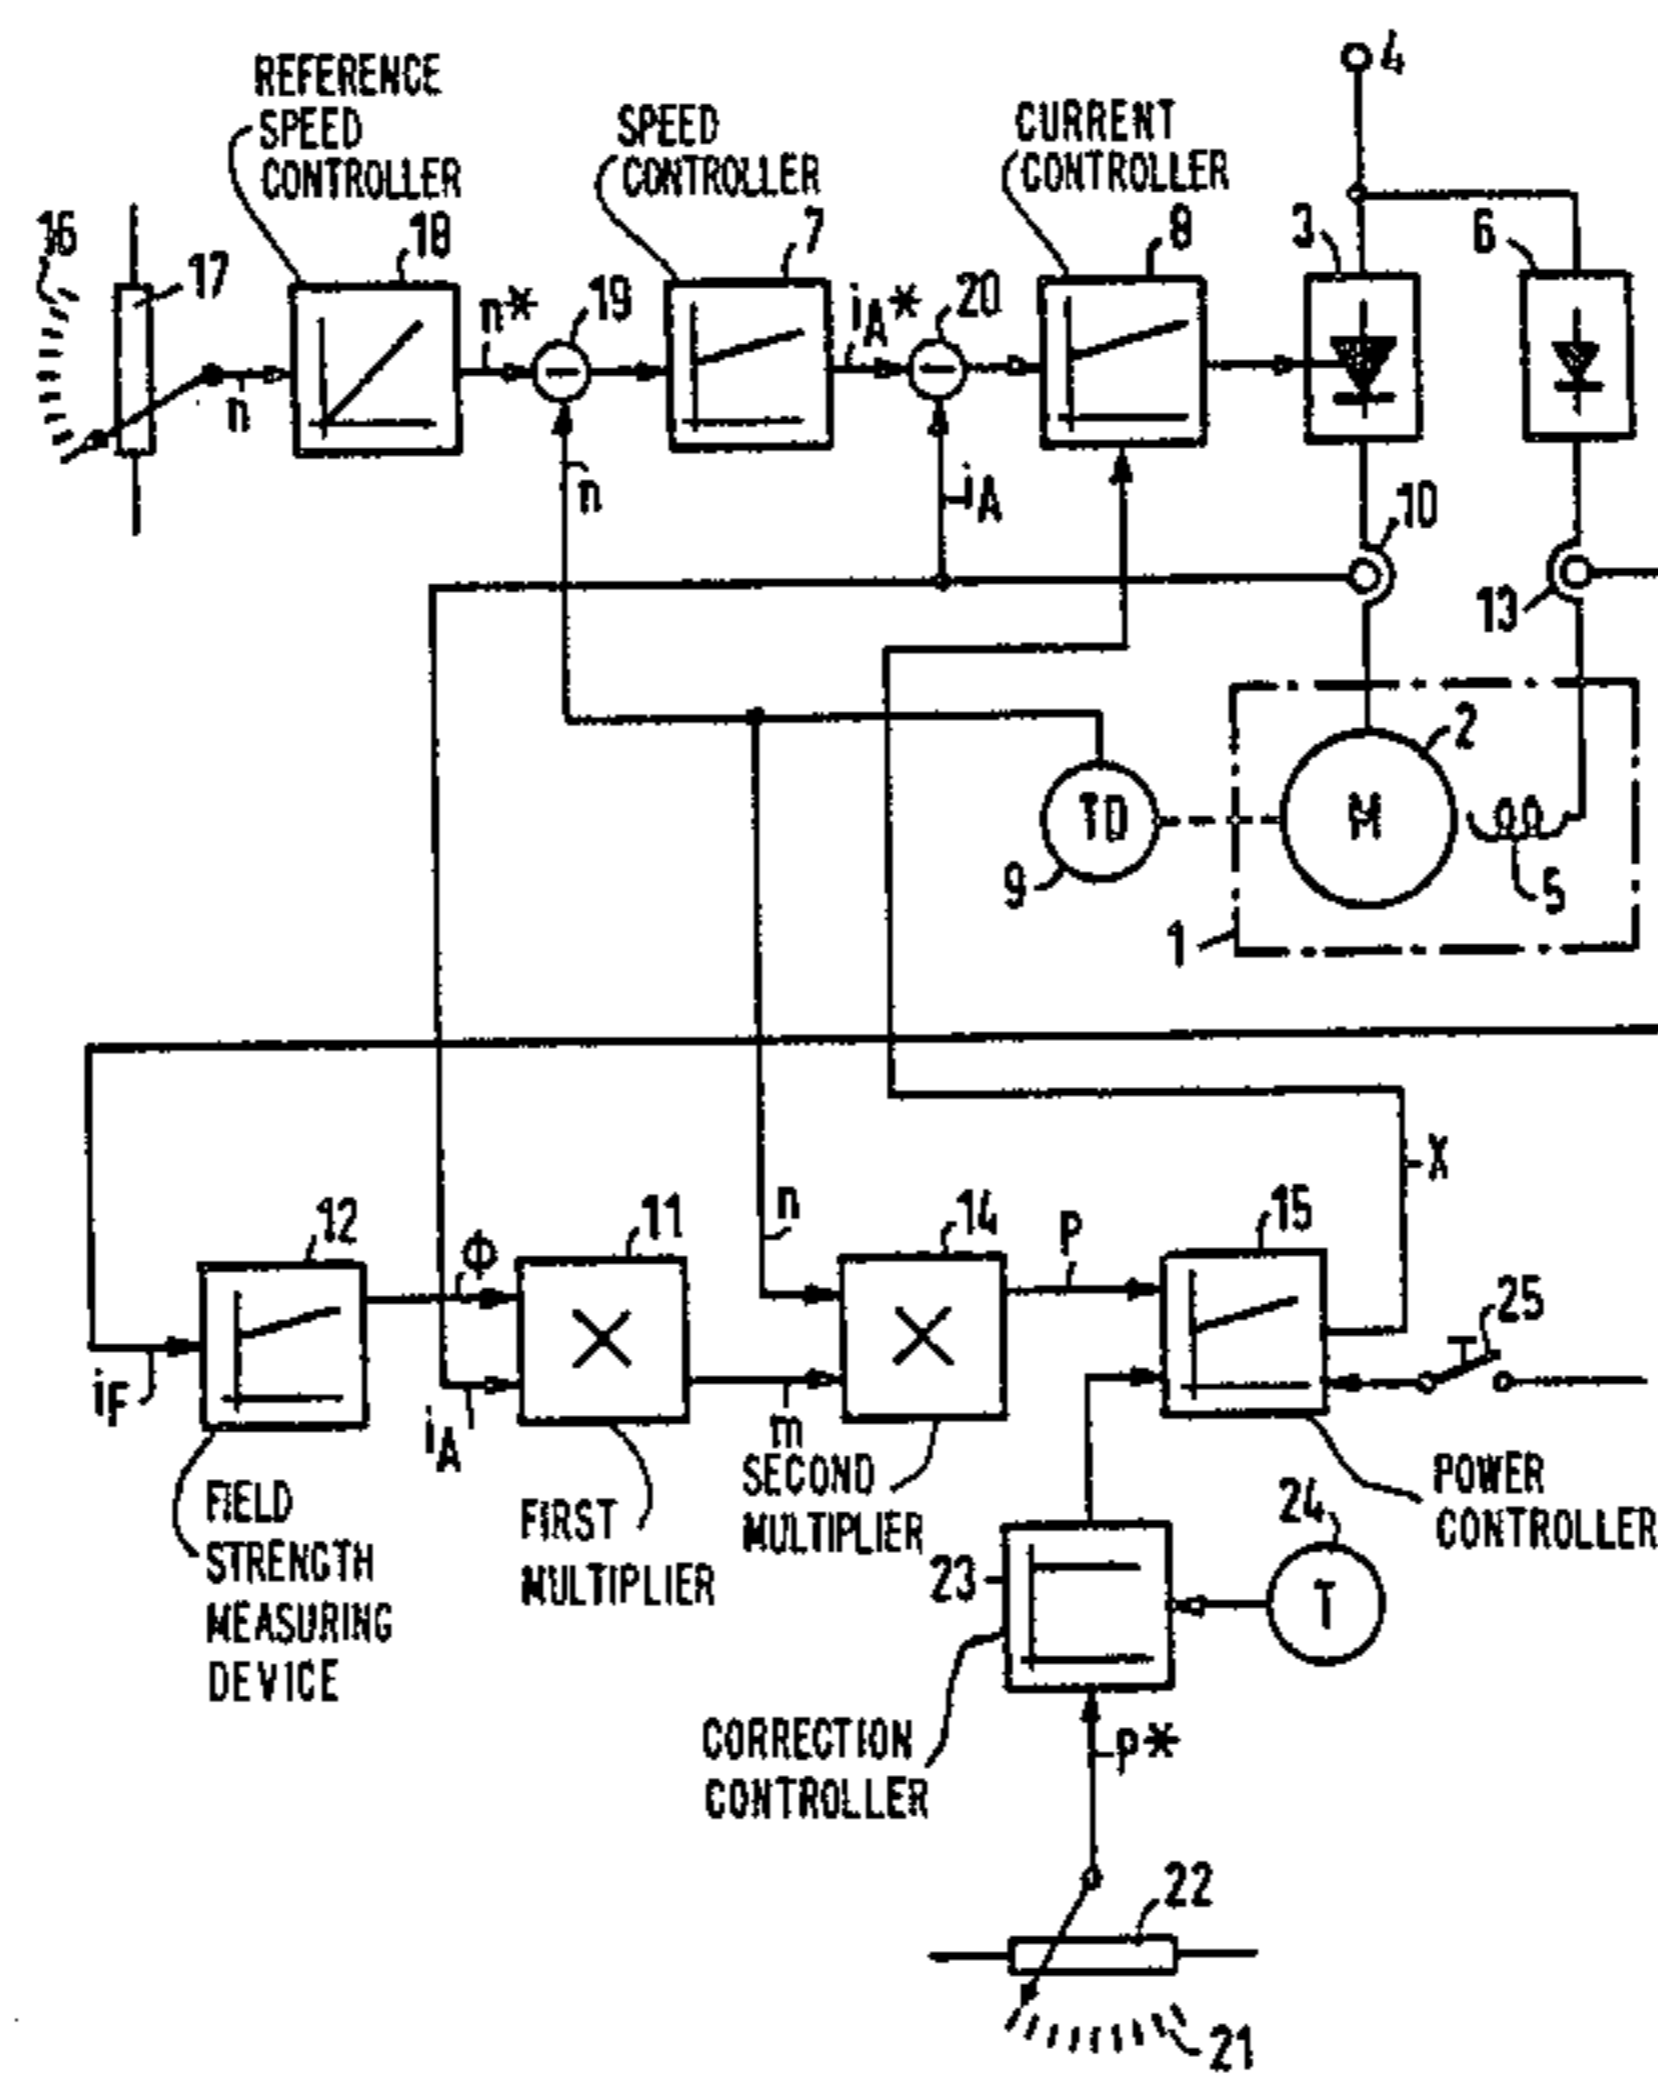 REFERENCE
SPEED
CONTROLLER
SPEED
CONTROLLER
CURRENT
CONTROLLER
4
16
17
18
n*
19
7
iA*
20
8
3
6
n
n
iA
10
13
2
TD
M
9
5
1
X
12
Φ
11
n
14
P
15
25
iF
iA
m
FIELD
STRENGTH
MEASURING
DEVICE
FIRST
MULTIPLIER
SECOND
MULTIPLIER
POWER
CONTROLLER
24
23
T
CORRECTION
CONTROLLER
P*
22
21